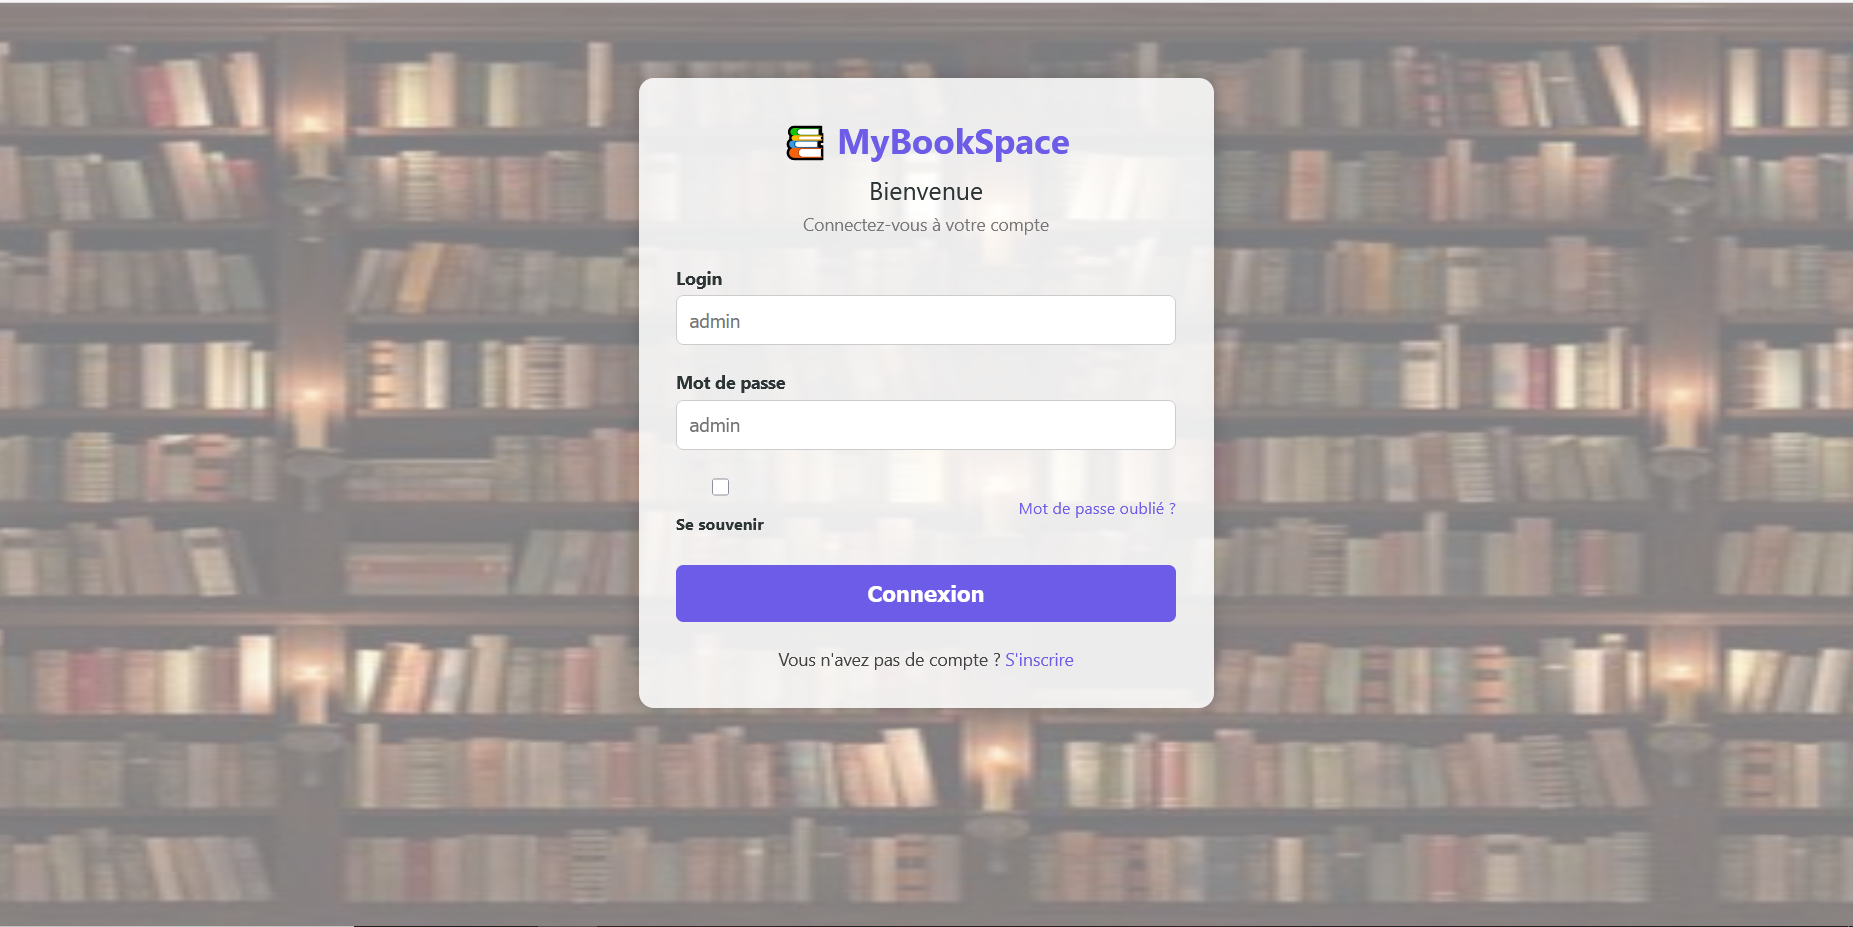 MyBookSpace
Bienvenue
Connectez-vous à votre compte
Login
admin
Mot de passe
admin
Se souvenir
Mot de passe oublié ?
Connexion
Vous n'avez pas de compte ? S'inscrire